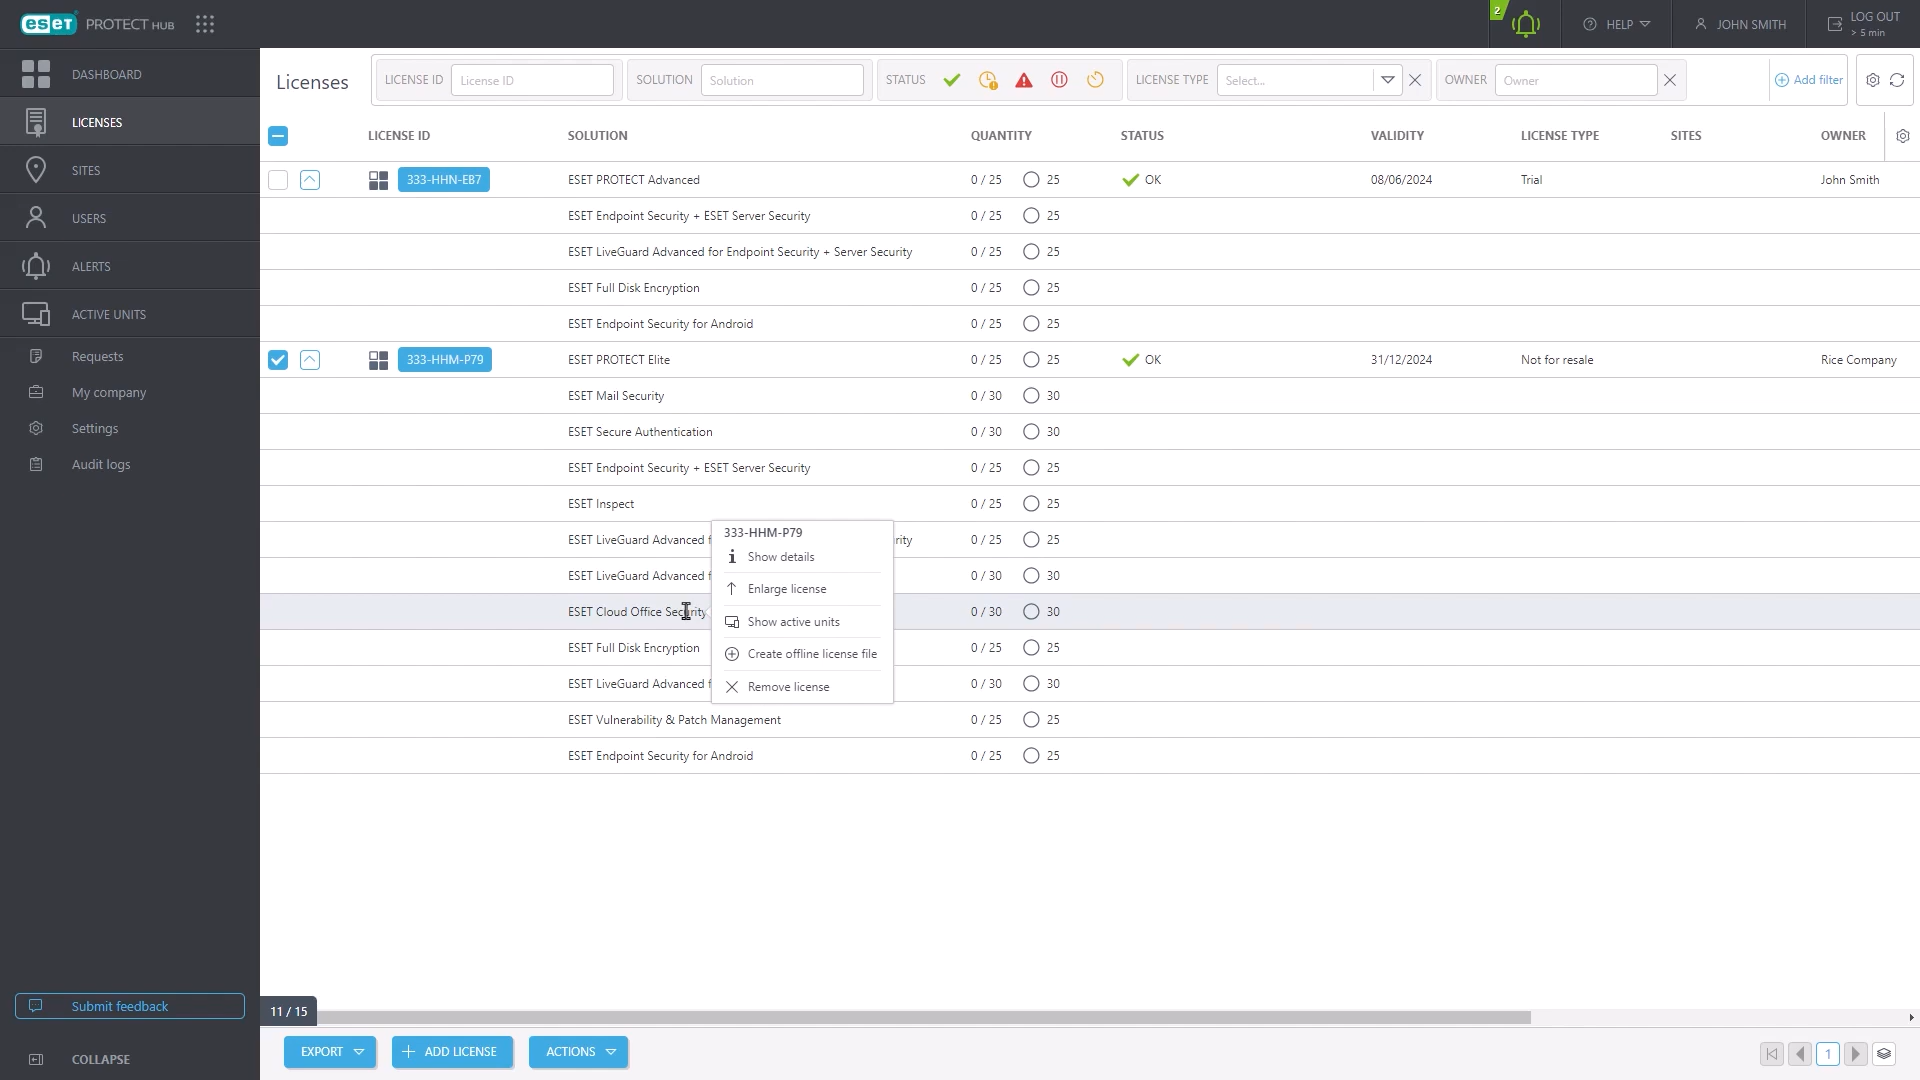 eset PROTECT HUB
2
HELP
JOHN SMITH
LOG OUT
> 5 min
DASHBOARD
LICENSES
SITES
USERS
ALERTS
ACTIVE UNITS
Requests
My company
Settings
Audit logs
Submit feedback
COLLAPSE
Licenses
LICENSE ID License ID SOLUTION Solution STATUS LICENSE TYPE Select... OWNER Owner Add filter
LICENSE ID SOLUTION QUANTITY STATUS VALIDITY LICENSE TYPE SITES OWNER
333-HHN-EB7 ESET PROTECT Advanced 0 / 25 25 OK 08/06/2024 Trial John Smith
ESET Endpoint Security + ESET Server Security 0 / 25 25
ESET LiveGuard Advanced for Endpoint Security + Server Security 0 / 25 25
ESET Full Disk Encryption 0 / 25 25
ESET Endpoint Security for Android 0 / 25 25
333-HHM-P79 ESET PROTECT Elite 0 / 25 25 OK 31/12/2024 Not for resale Rice Company
ESET Mail Security 0 / 30 30
ESET Secure Authentication 0 / 30 30
ESET Endpoint Security + ESET Server Security 0 / 25 25
ESET Inspect 0 / 25 25
ESET LiveGuard Advanced 0 / 25 25
ESET LiveGuard Advanced 0 / 30 30
ESET Cloud Office Security 0 / 30 30
ESET Full Disk Encryption 0 / 25 25
ESET LiveGuard Advanced 0 / 30 30
ESET Vulnerability & Patch Management 0 / 25 25
ESET Endpoint Security for Android 0 / 25 25
333-HHM-P79
Show details
Enlarge license
Show active units
Create offline license file
Remove license
11 / 15
EXPORT
ADD LICENSE
ACTIONS
1